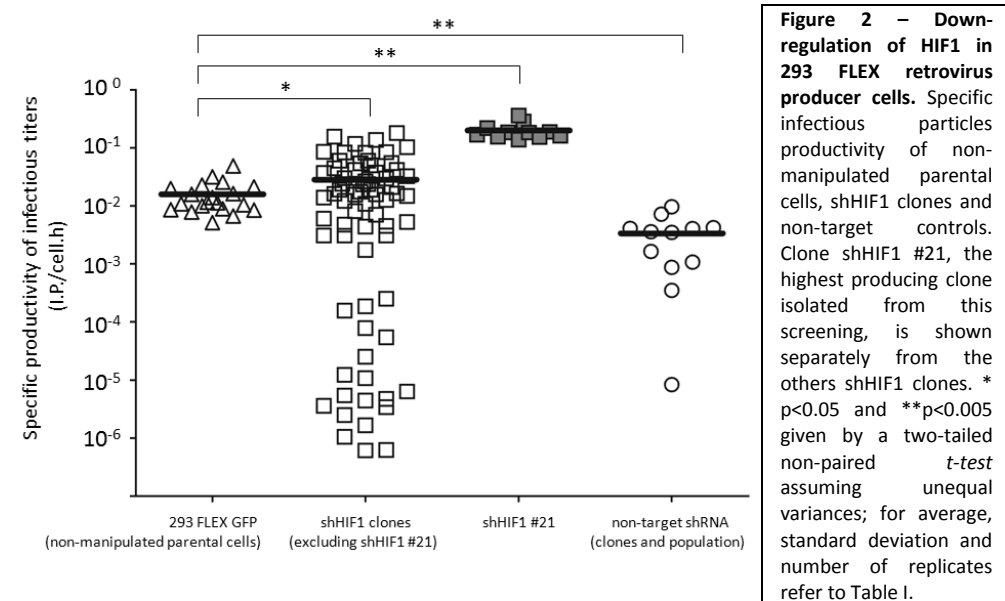 **
**
*
10 0
10-1
10-2
10-3
10-4
10-5
10-6
Specific productivity of infectious titers
(I.P./cell.h)
293 FLEX GFP
(non-manipulated parental cells)
shHIF1 clones
(excluding shHIF1 #21)
shHIF1 #21
non-target shRNA
(clones and population)
Figure 2 – Down-
regulation of HIF1 in
293 FLEX retrovirus
producer cells. Specific
infectious particles
productivity of non-
manipulated parental
cells, shHIF1 clones and
non-target controls.
Clone shHIF1 #21, the
highest producing clone
isolated from this
screening, is shown
separately from the
others shHIF1 clones. *
p<0.05 and **p<0.005
given by a two-tailed
non-paired t-test
assuming unequal
variances; for average,
standard deviation and
number of replicates
refer to Table I.